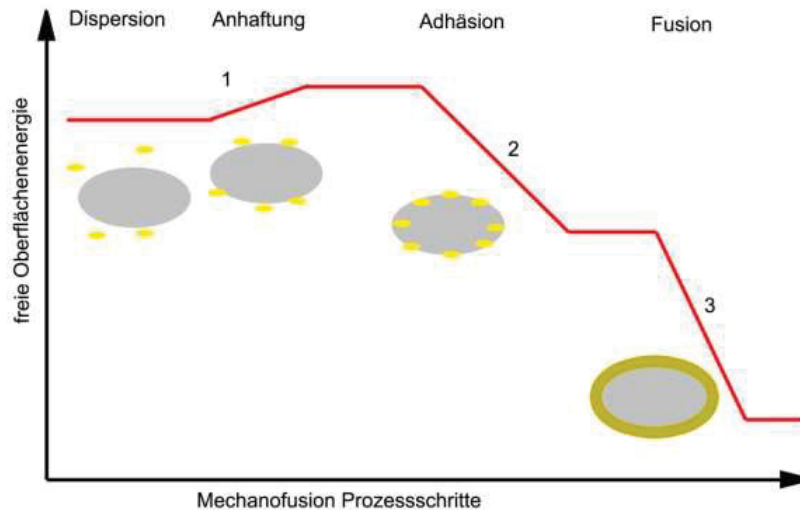 Dispersion
Anhaftung
Adhäsion
Fusion
1
2
3
freie Oberflächenenergie
Mechanofusion Prozessschritte